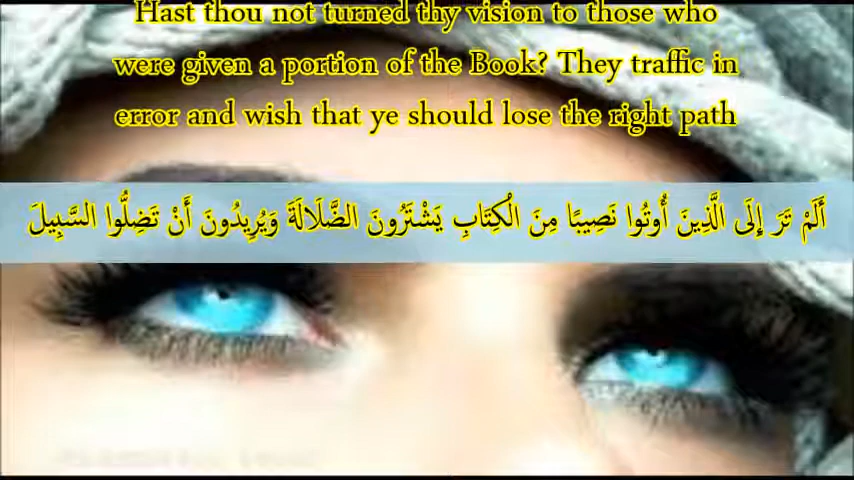 Hast thou not turned thy vision to those who
were given a portion of the Book? They traffic in
error and wish that ye should lose the right path
أَلَمْ تَرَ إِلَى الَّذِينَ أُوتُوا نَصِيبًا مِنَ الْكِتَابِ يَشْتَرُونَ الضَّلَالَةَ وَيُرِيدُونَ أَنْ تَضِلُّوا السَّبِيلَ